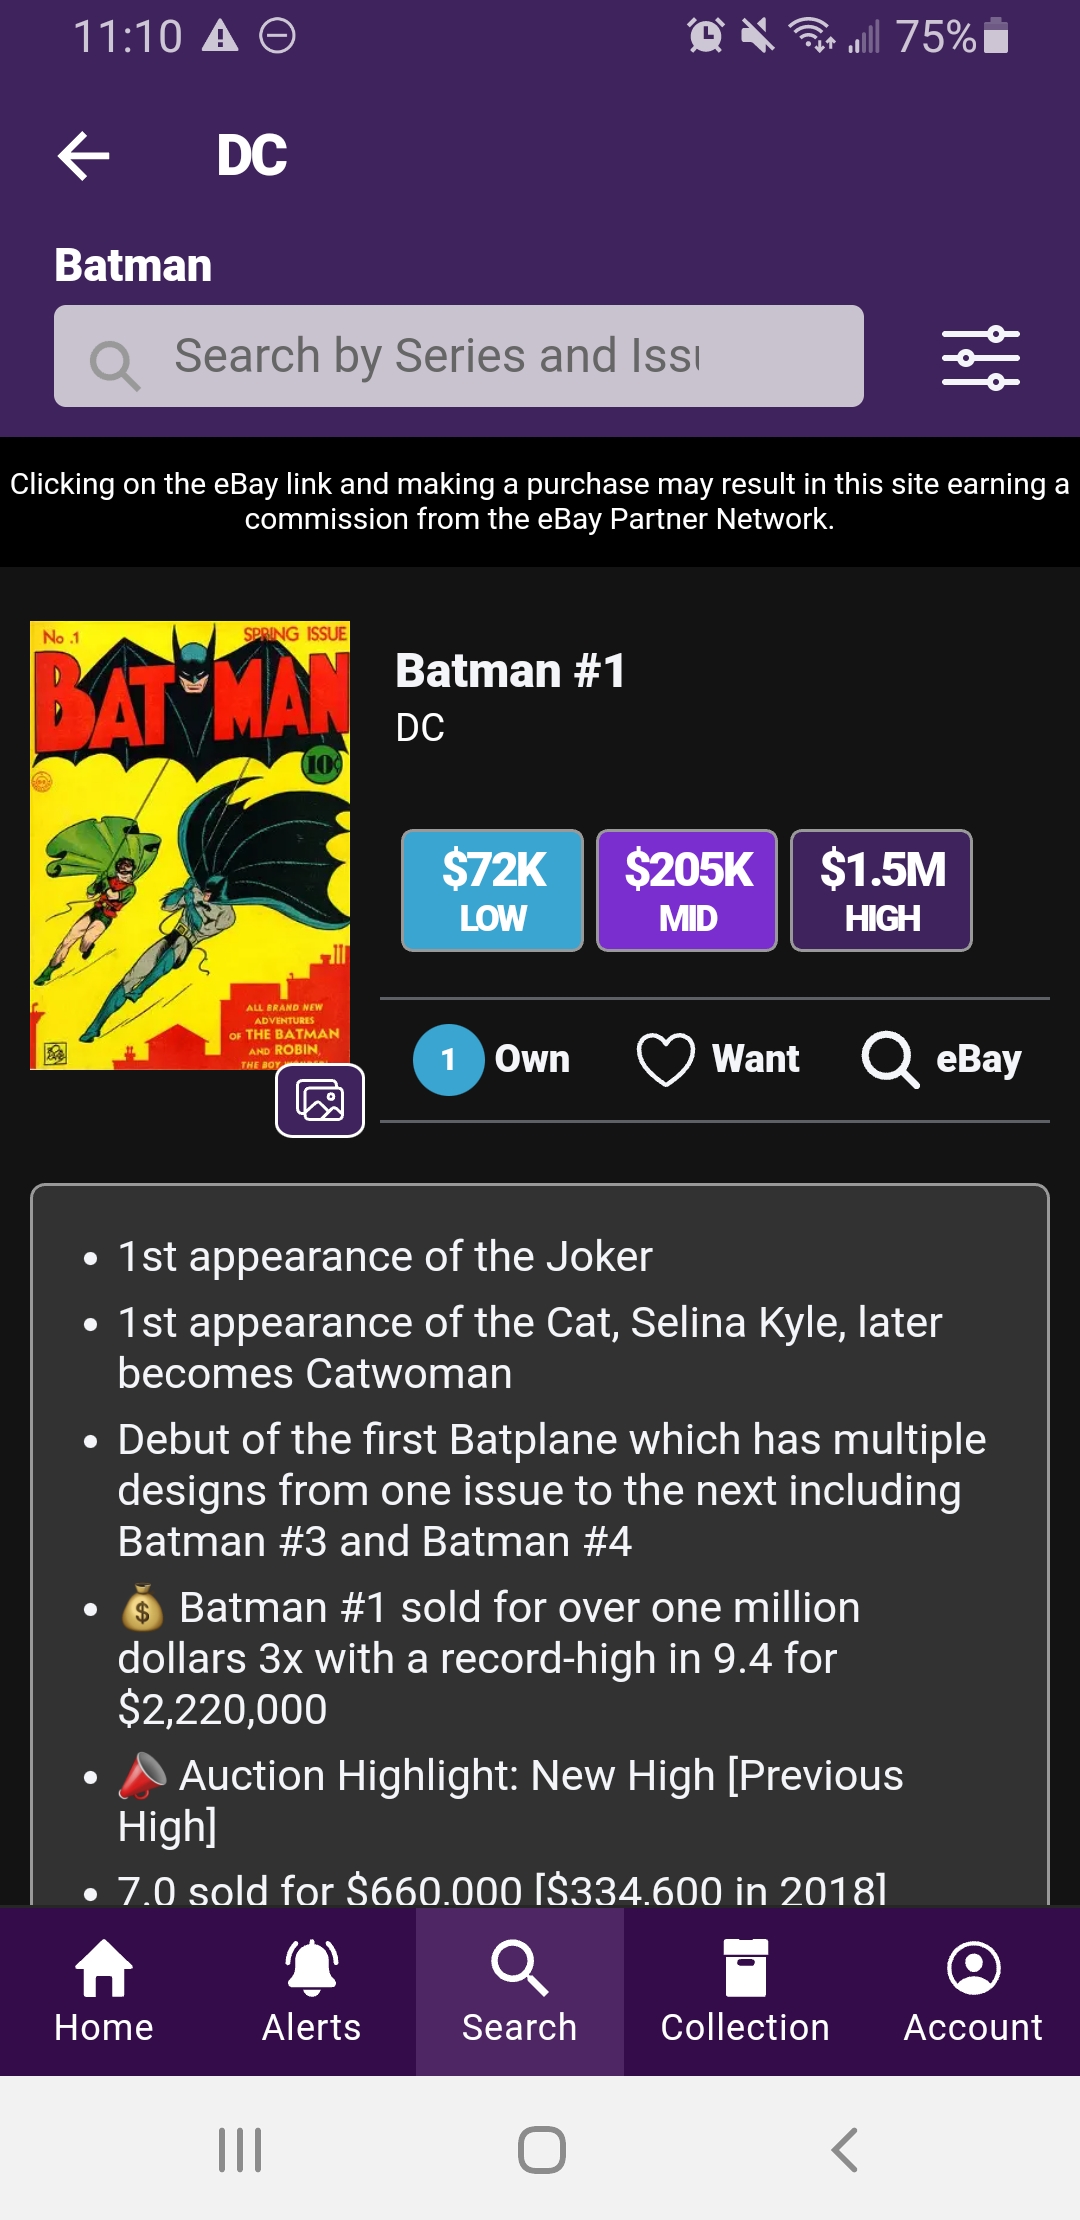 11:10
75%
DC
Batman
Search by Series and Issu
Clicking on the eBay link and making a purchase may result in this site earning a
commission from the eBay Partner Network.
No .1
SPRING ISSUE
BATMAN
10¢
ALL BRAND NEW
ADVENTURES
OF THE BATMAN
AND ROBIN,
THE BOY WONDER!
Batman #1
DC
$72K
LOW
$205K
MID
$1.5M
HIGH
1 Own
Want
eBay
• 1st appearance of the Joker
• 1st appearance of the Cat, Selina Kyle, later
becomes Catwoman
• Debut of the first Batplane which has multiple
designs from one issue to the next including
Batman #3 and Batman #4
• 💰 Batman #1 sold for over one million
dollars 3x with a record-high in 9.4 for
$2,220,000
• 📣 Auction Highlight: New High [Previous
High]
• 7.0 sold for $660,000 [$334,600 in 2018]
Home
Alerts
Search
Collection
Account